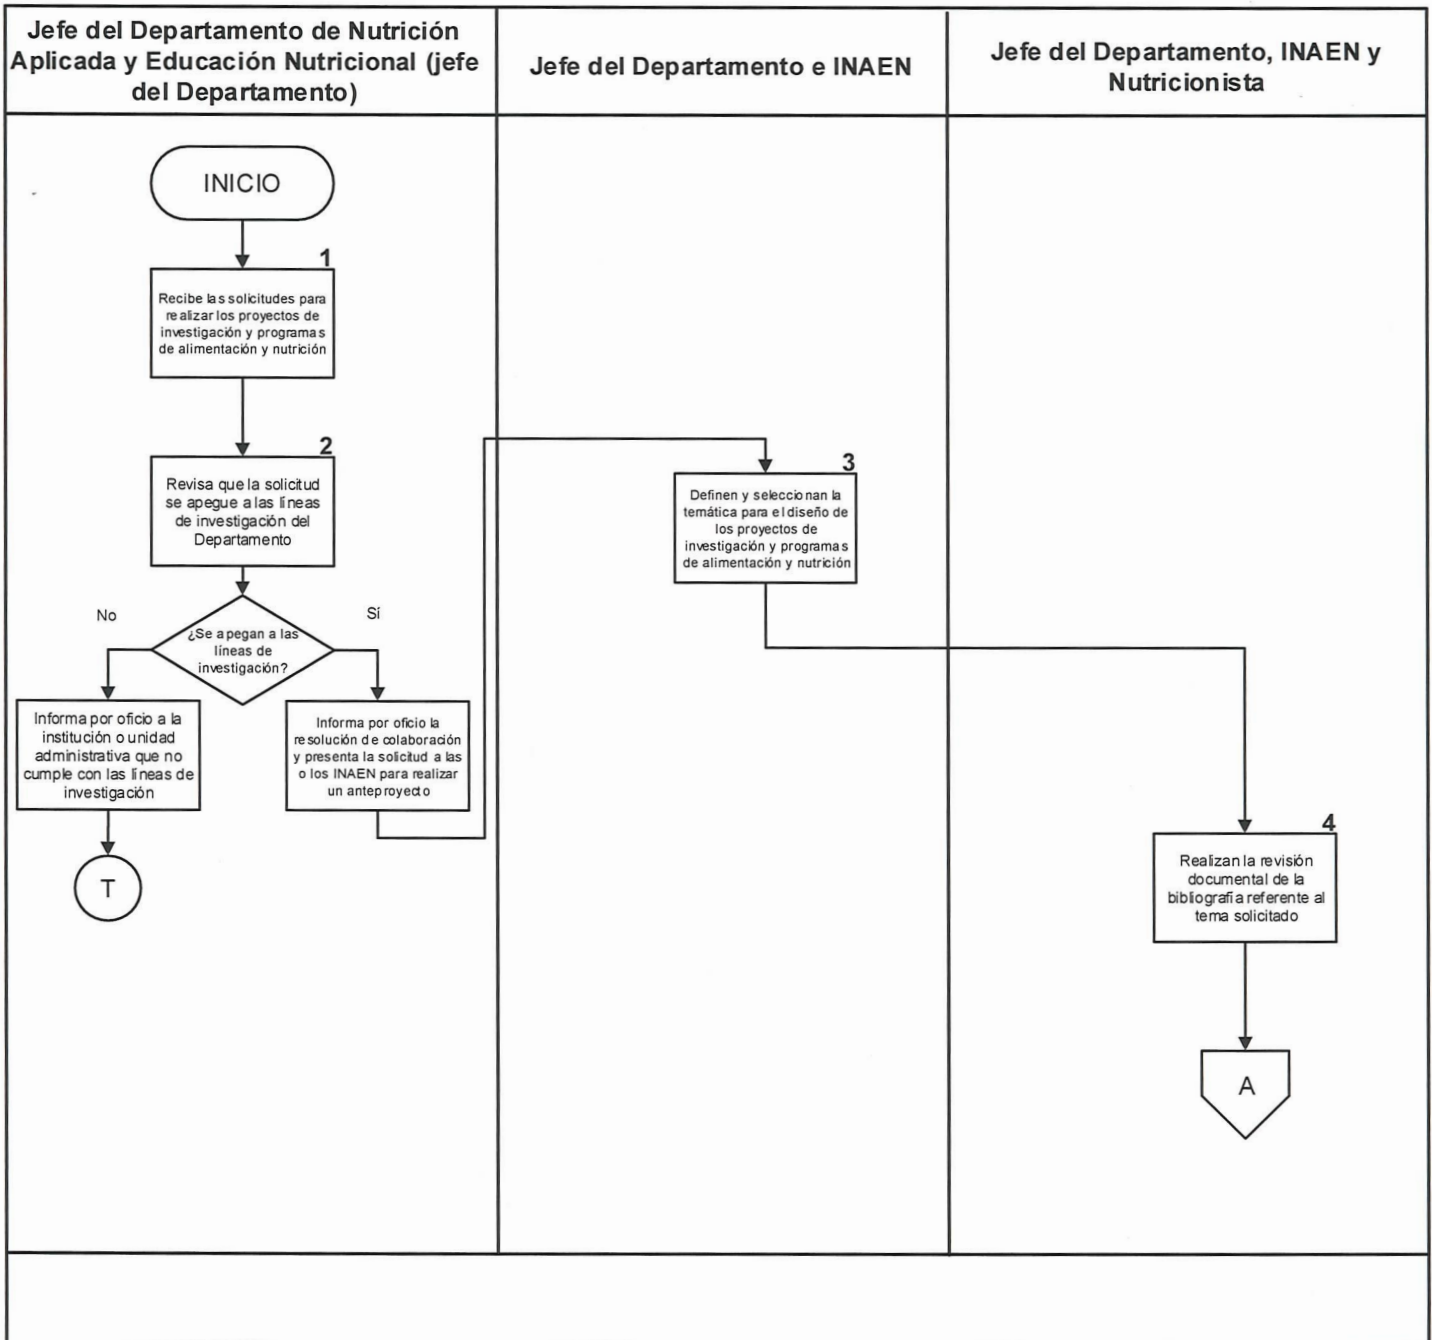 Jefe del Departamento de Nutrición
Aplicada y Educación Nutricional (jefe
del Departamento)
Jefe del Departamento e INAEN
Jefe del Departamento, INAEN y
Nutricionista
INICIO
1
Recibe las solicitudes para
realizar los proyectos de
investigación y programas
de alimentación y nutrición
2
Revisa que la solicitud
se apegue a las líneas
de investigación del
Departamento
3
Definen y seleccionan la
temática para el diseño de
los proyectos de
investigación y programas
de alimentación y nutrición
No
Sí
¿Se apegan a las
líneas de
investigación?
Informa por oficio a la
institución o unidad
administrativa que no
cumple con las líneas de
investigación
Informa por oficio la
resolución de colaboración
y presenta la solicitud a las
o los INAEN para realizar
un anteproyecto
T
4
Realizan la revisión
documental de la
bibliografía referente al
tema solicitado
A